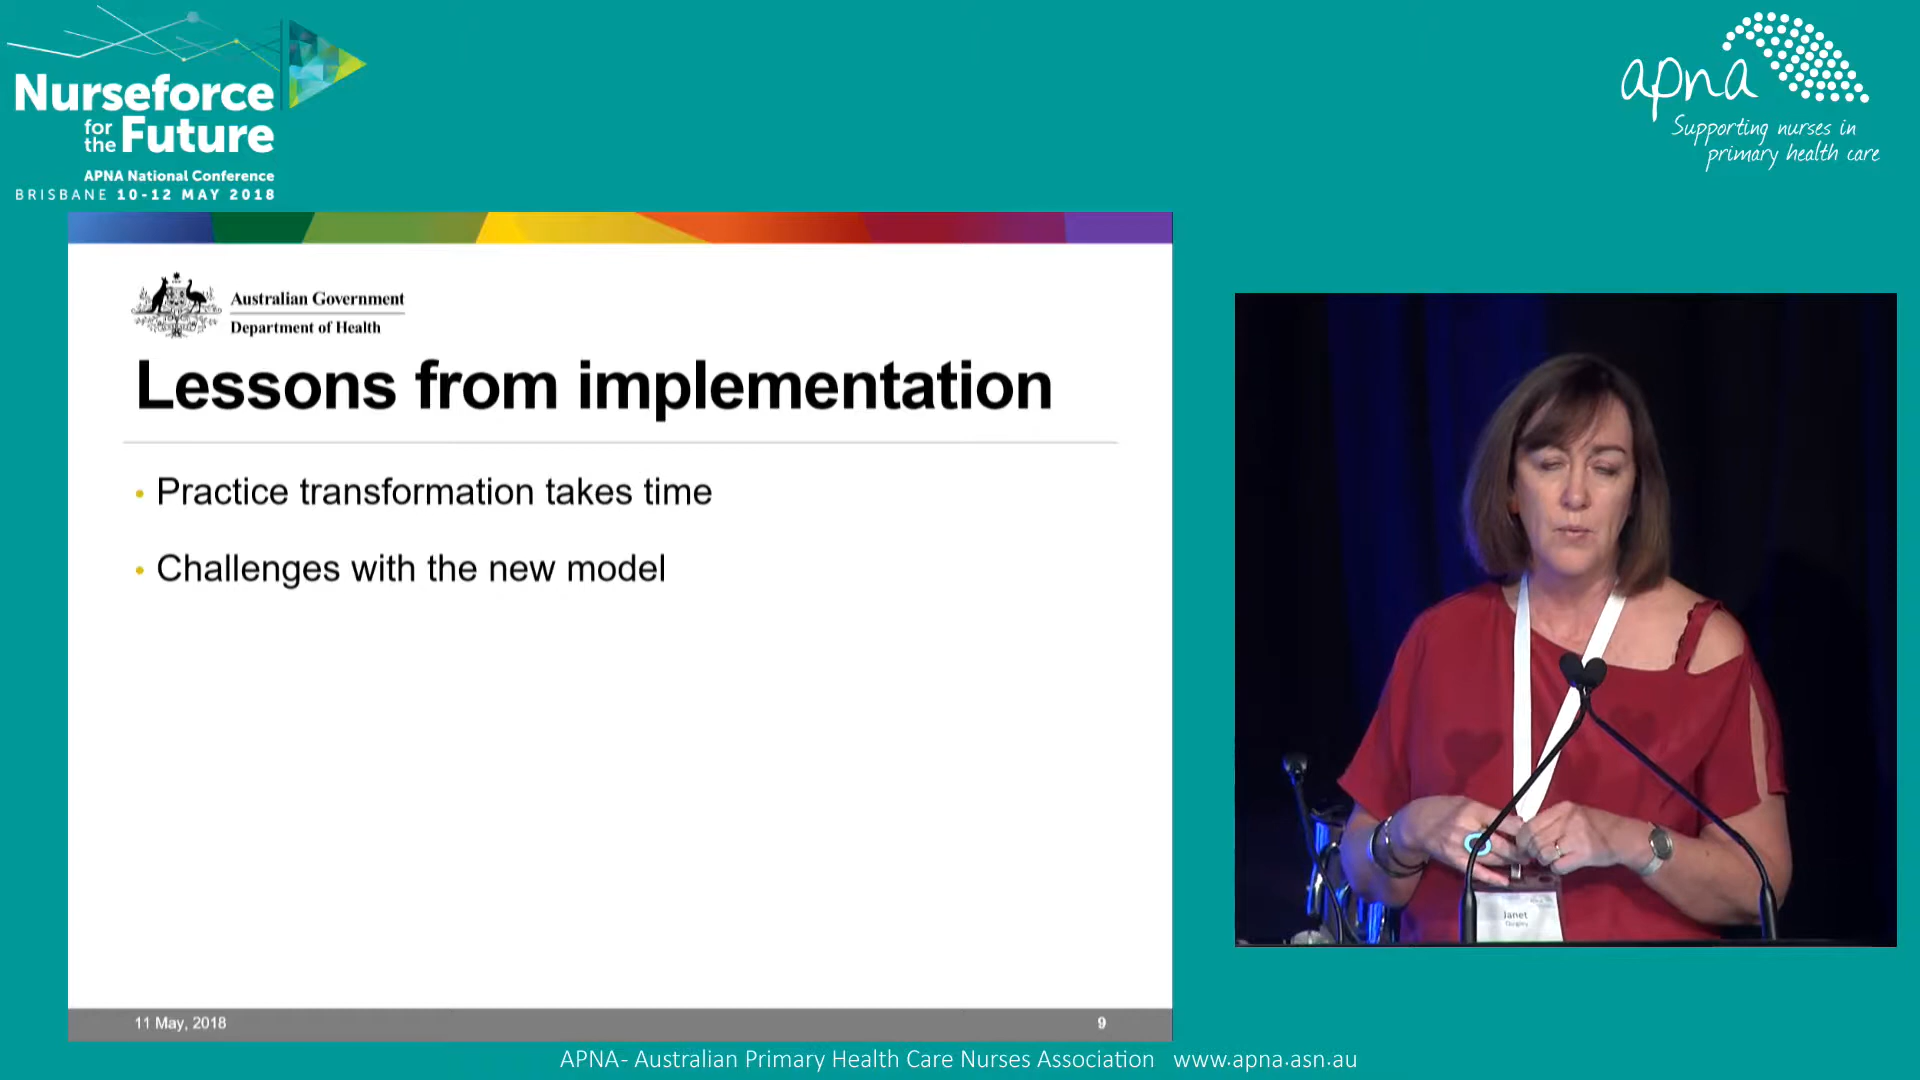 Nurseforce
for the Future
APNA National Conference
BRISBANE 10-12 MAY 2018
apna
Supporting nurses in
primary health care
Australian Government
Department of Health
Lessons from implementation
• Practice transformation takes time
• Challenges with the new model
11 May, 2018
9
Janet
APNA- Australian Primary Health Care Nurses Association www.apna.asn.au